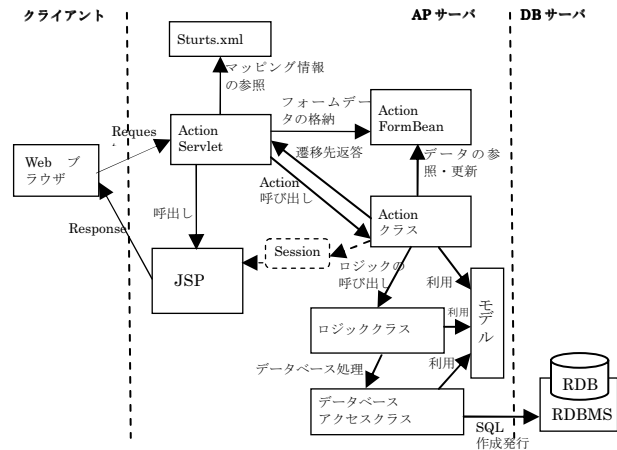 クライアント
AP サーバ
DB サーバ
Sturts.xml
マッピング情報
の参照
フォームデー
タの格納
Action
FormBean
Reques
Action
Servlet
遷移先返答
データの参
照・更新
Web ブ
ラウザ
Action
呼び出し
Action
クラス
呼出し
Response
Session
JSP
ロジックの
呼び出し
利用
モデル
ロジッククラス
利用
データベース処理
利用
データベース
アクセスクラス
RDB
RDBMS
SQL
作成発行